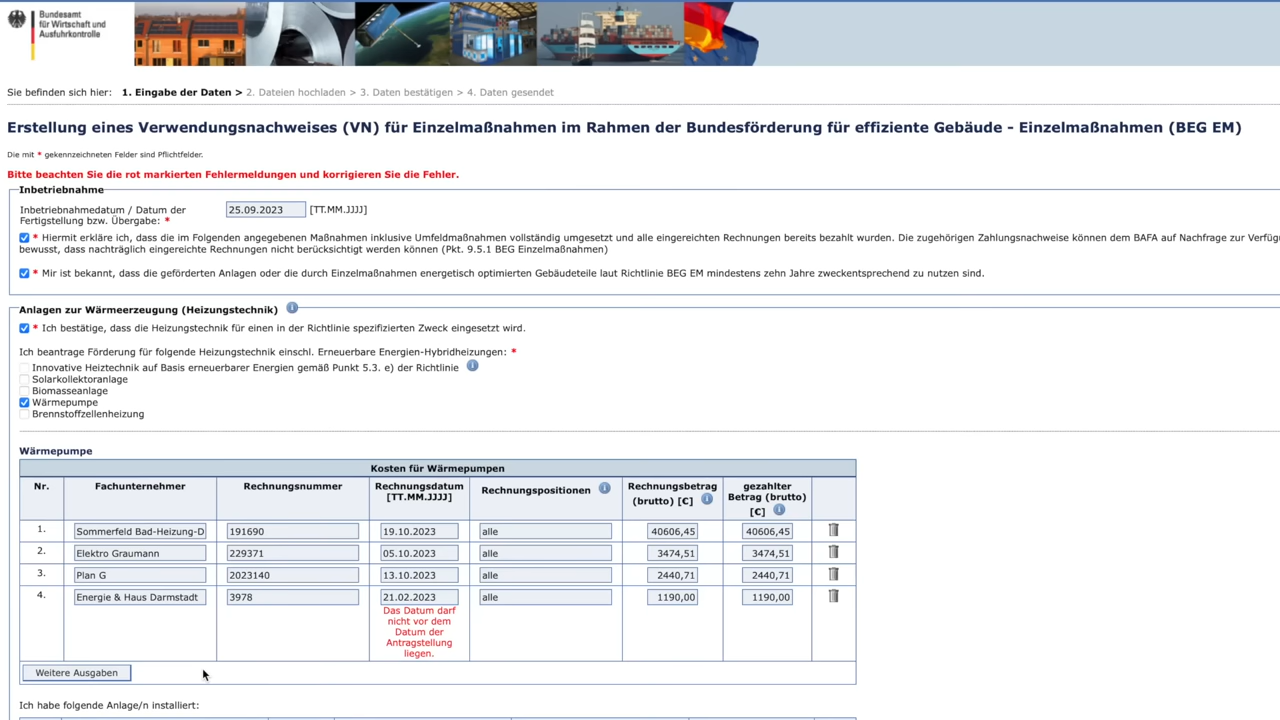 Bundesamt
für Wirtschaft und
Ausfuhrkontrolle
Sie befinden sich hier: 1. Eingabe der Daten > 2. Dateien hochladen > 3. Daten bestätigen > 4. Daten gesendet
Erstellung eines Verwendungsnachweises (VN) für Einzelmaßnahmen im Rahmen der Bundesförderung für effiziente Gebäude - Einzelmaßnahmen (BEG EM)
Die mit * gekennzeichneten Felder sind Pflichtfelder.
Bitte beachten Sie die rot markierten Fehlermeldungen und korrigieren Sie die Fehler.
Inbetriebnahme
Inbetriebnahmedatum / Datum der
Fertigstellung bzw. Übergabe: *
25.09.2023 [TT.MM.JJJJ]
* Hiermit erkläre ich, dass die im Folgenden angegebenen Maßnahmen inklusive Umfeldmaßnahmen vollständig umgesetzt und alle eingereichten Rechnungen bereits bezahlt wurden. Die zugehörigen Zahlungsnachweise können dem BAFA auf Nachfrage zur Verfüg
bewusst, dass nachträglich eingereichte Rechnungen nicht berücksichtigt werden können (Pkt. 9.5.1 BEG Einzelmaßnahmen)
* Mir ist bekannt, dass die geförderten Anlagen oder die durch Einzelmaßnahmen energetisch optimierten Gebäudeteile laut Richtlinie BEG EM mindestens zehn Jahre zweckentsprechend zu nutzen sind.
Anlagen zur Wärmeerzeugung (Heizungstechnik) i
* Ich bestätige, dass die Heizungstechnik für einen in der Richtlinie spezifizierten Zweck eingesetzt wird.
Ich beantrage Förderung für folgende Heizungstechnik einschl. Erneuerbare Energien-Hybridheizungen: *
Innovative Heiztechnik auf Basis erneuerbarer Energien gemäß Punkt 5.3. e) der Richtlinie i
Solarkollektoranlage
Biomasseanlage
Wärmepumpe
Brennstoffzellenheizung
Wärmepumpe
Kosten für Wärmepumpen
Nr. Fachunternehmer Rechnungsnummer Rechnungsdatum [TT.MM.JJJJ] Rechnungspositionen i Rechnungsbetrag (brutto) [€] i gezahlter Betrag (brutto) [€] i
1. Sommerfeld Bad-Heizung-D 191690 19.10.2023 alle 40606,45 40606,45
2. Elektro Graumann 229371 05.10.2023 alle 3474,51 3474,51
3. Plan G 2023140 13.10.2023 alle 2440,71 2440,71
4. Energie & Haus Darmstadt 3978 21.02.2023 alle 1190,00 1190,00
Das Datum darf
nicht vor dem
Datum der
Antragstellung
liegen.
Weitere Ausgaben
Ich habe folgende Anlage/n installiert: